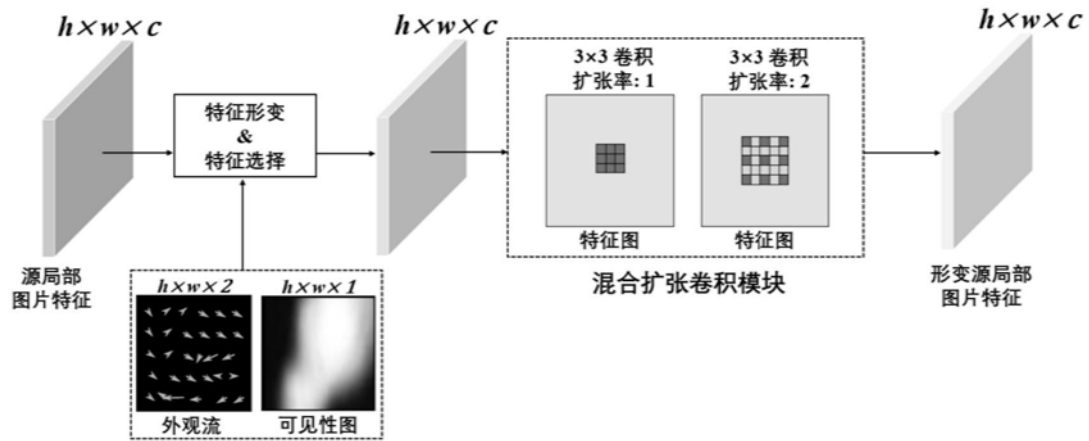 h×w×c
h×w×c
h×w×c
3×3 卷积
扩张率: 1
3×3 卷积
扩张率: 2
特征形变
&
特征选择
特征图
特征图
混合扩张卷积模块
源局部
图片特征
形变源局部
图片特征
h×w×2
h×w×1
外观流
可见性图